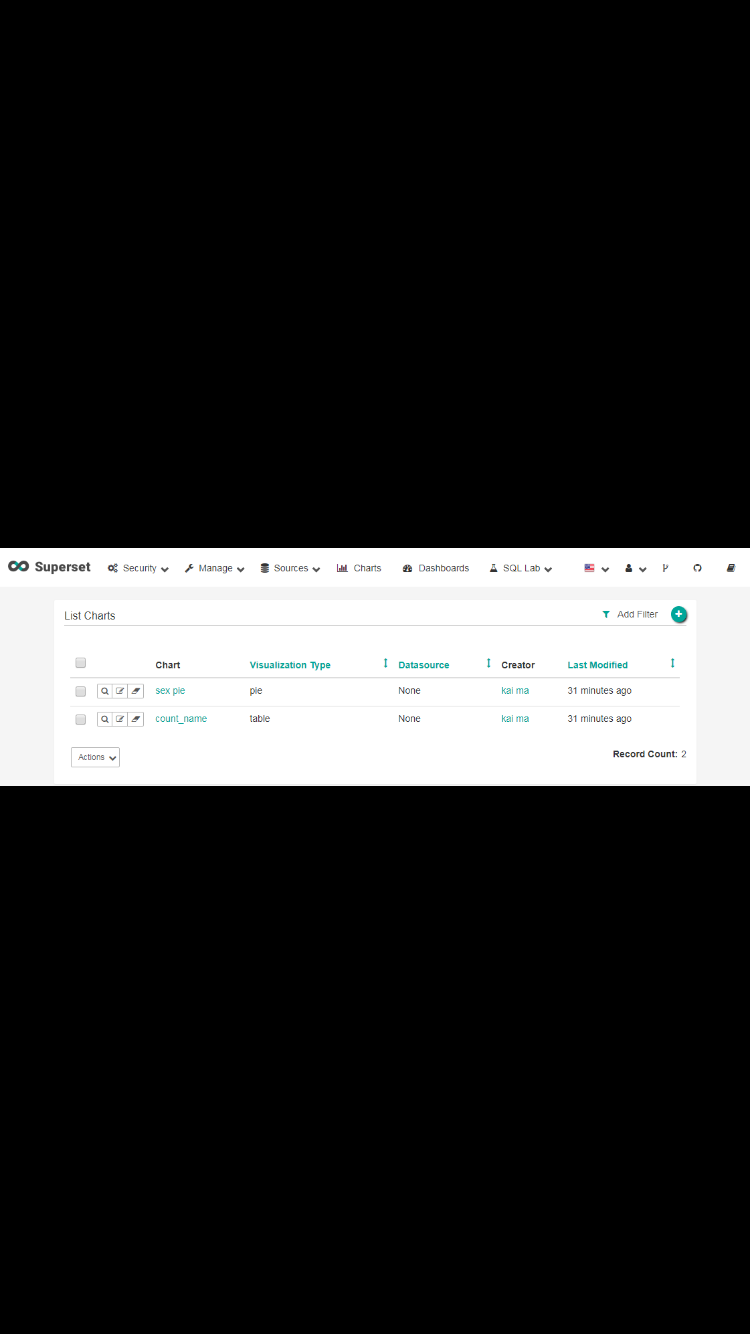 Superset Security Manage Sources Charts Dashboards SQL Lab
List Charts Add Filter
Chart Visualization Type Datasource Creator Last Modified
sex pie pie None kai ma 31 minutes ago
count_name table None kai ma 31 minutes ago
Actions Record Count: 2